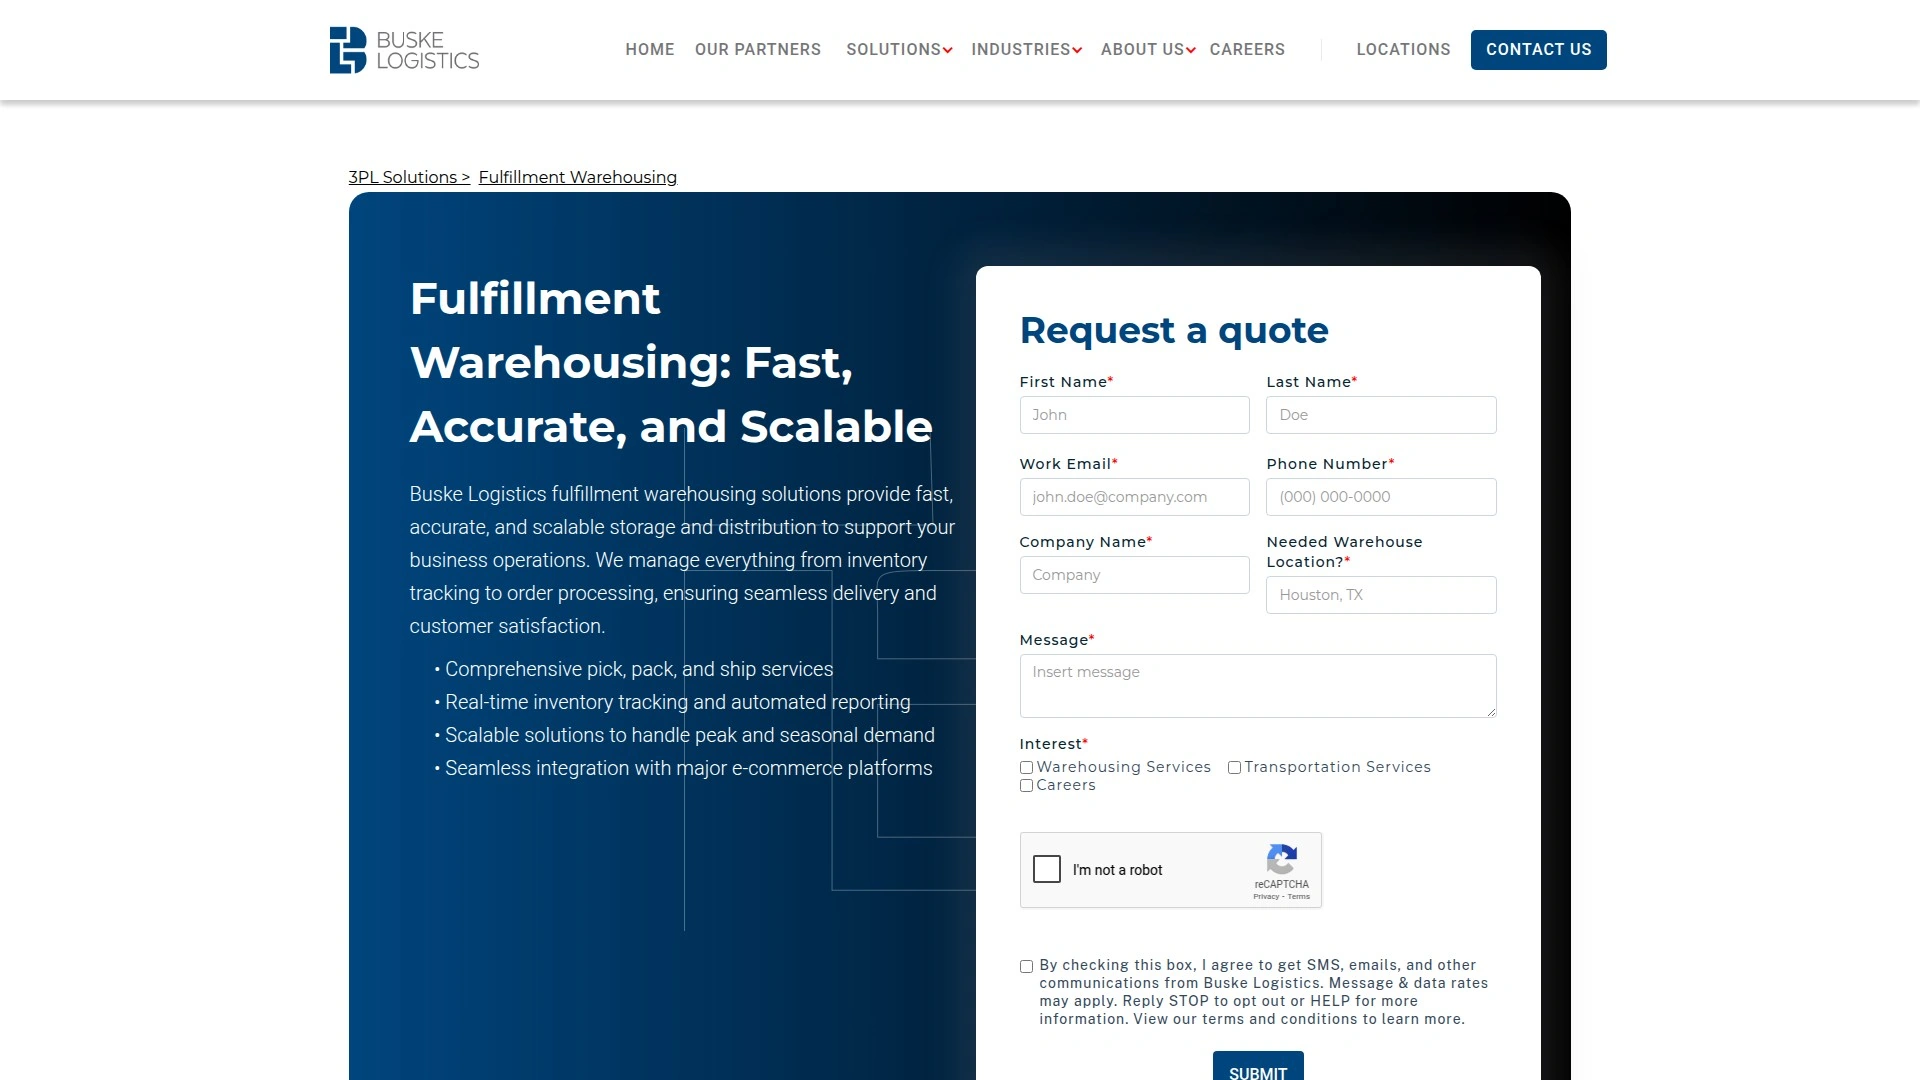 BUSKE
LOGISTICS
HOME OUR PARTNERS SOLUTIONS INDUSTRIES ABOUT US CAREERS LOCATIONS CONTACT US
3PL Solutions > Fulfillment Warehousing
Fulfillment
Warehousing: Fast,
Accurate, and Scalable
Buske Logistics fulfillment warehousing solutions provide fast,
accurate, and scalable storage and distribution to support your
business operations. We manage everything from inventory
tracking to order processing, ensuring seamless delivery and
customer satisfaction.
• Comprehensive pick, pack, and ship services
• Real-time inventory tracking and automated reporting
• Scalable solutions to handle peak and seasonal demand
• Seamless integration with major e-commerce platforms
Request a quote
First Name* Last Name*
John Doe
Work Email* Phone Number*
john.doe@company.com (000) 000-0000
Company Name* Needed Warehouse
Location?*
Company Houston, TX
Message*
Insert message
Interest*
Warehousing Services Transportation Services
Careers
I'm not a robot
reCAPTCHA
Privacy - Terms
By checking this box, I agree to get SMS, emails, and other
communications from Buske Logistics. Message & data rates
may apply. Reply STOP to opt out or HELP for more
information. View our terms and conditions to learn more.
SUBMIT